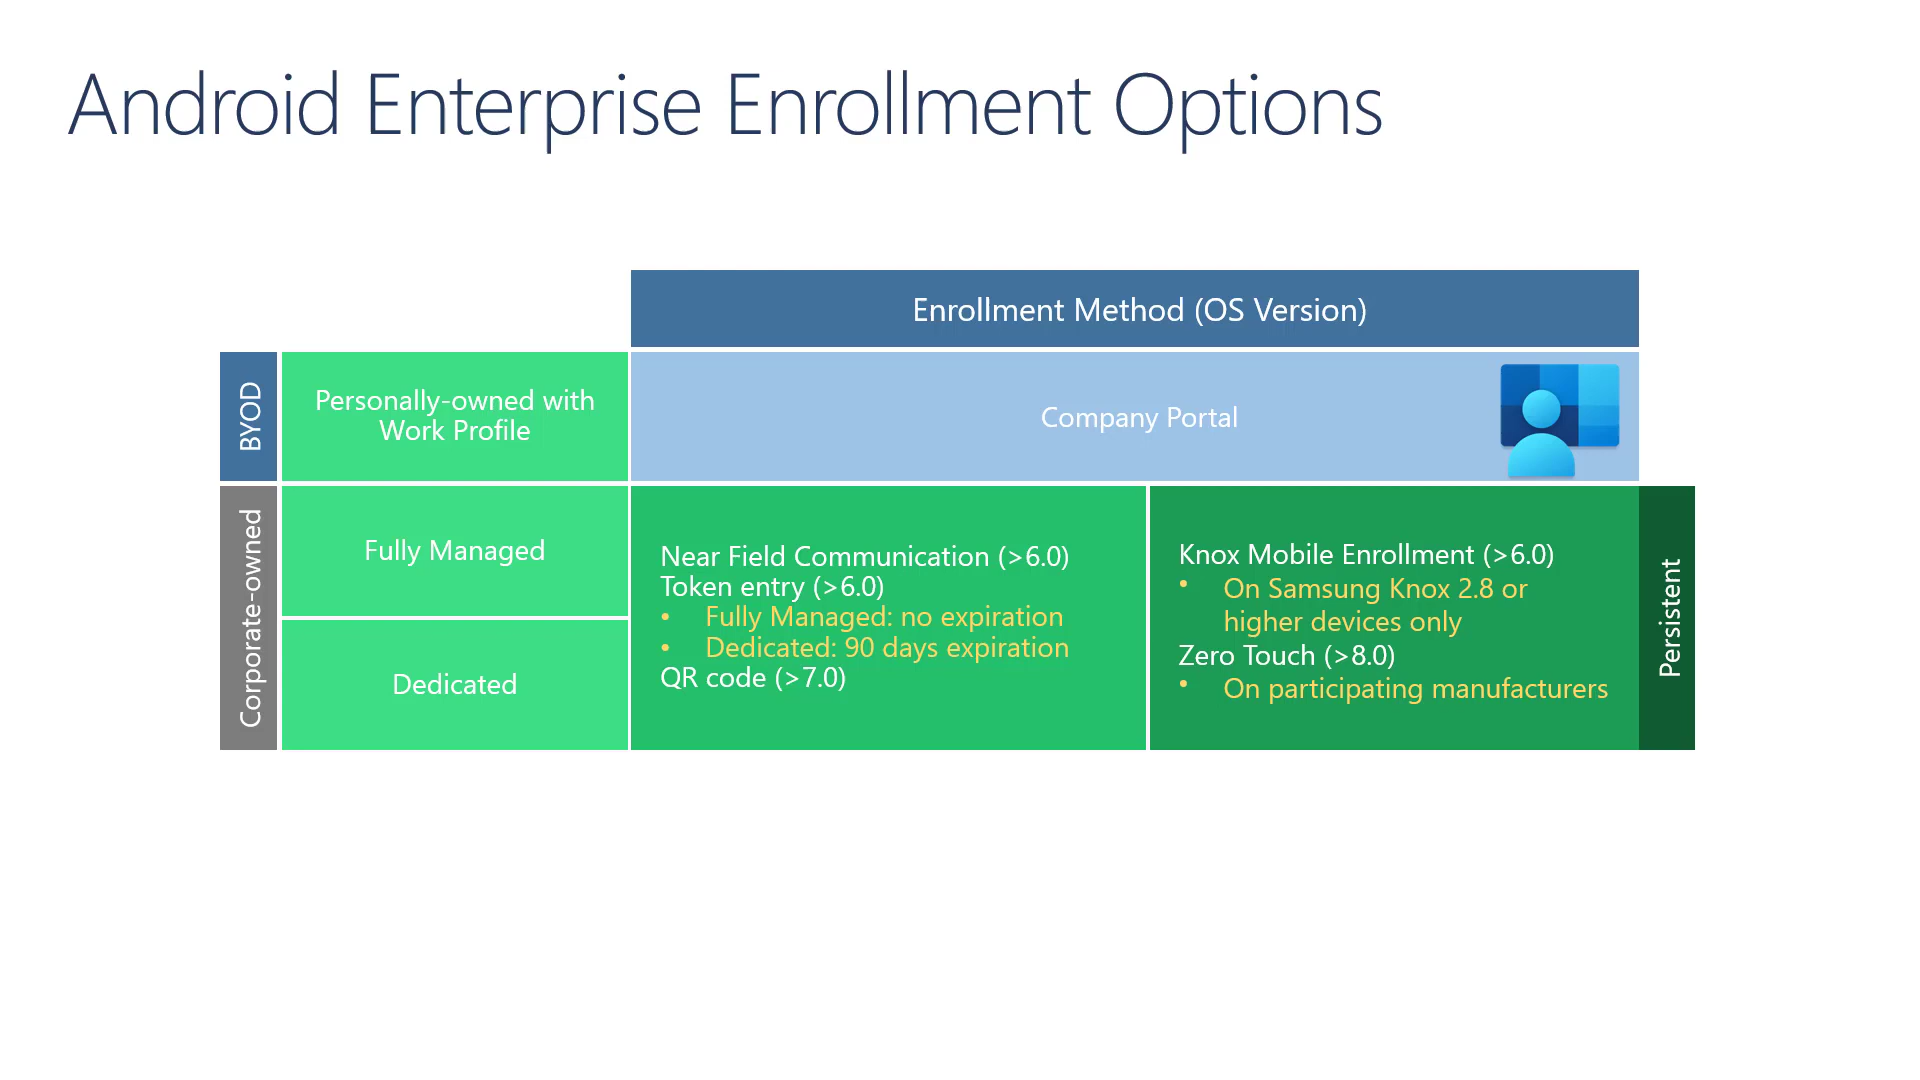 Android Enterprise Enrollment Options
Enrollment Method (OS Version)
BYOD
Personally-owned with
Work Profile
Company Portal
Corporate-owned
Fully Managed
Dedicated
Near Field Communication (>6.0)
Token entry (>6.0)
• Fully Managed: no expiration
• Dedicated: 90 days expiration
QR code (>7.0)
Knox Mobile Enrollment (>6.0)
• On Samsung Knox 2.8 or
higher devices only
Zero Touch (>8.0)
• On participating manufacturers
Persistent